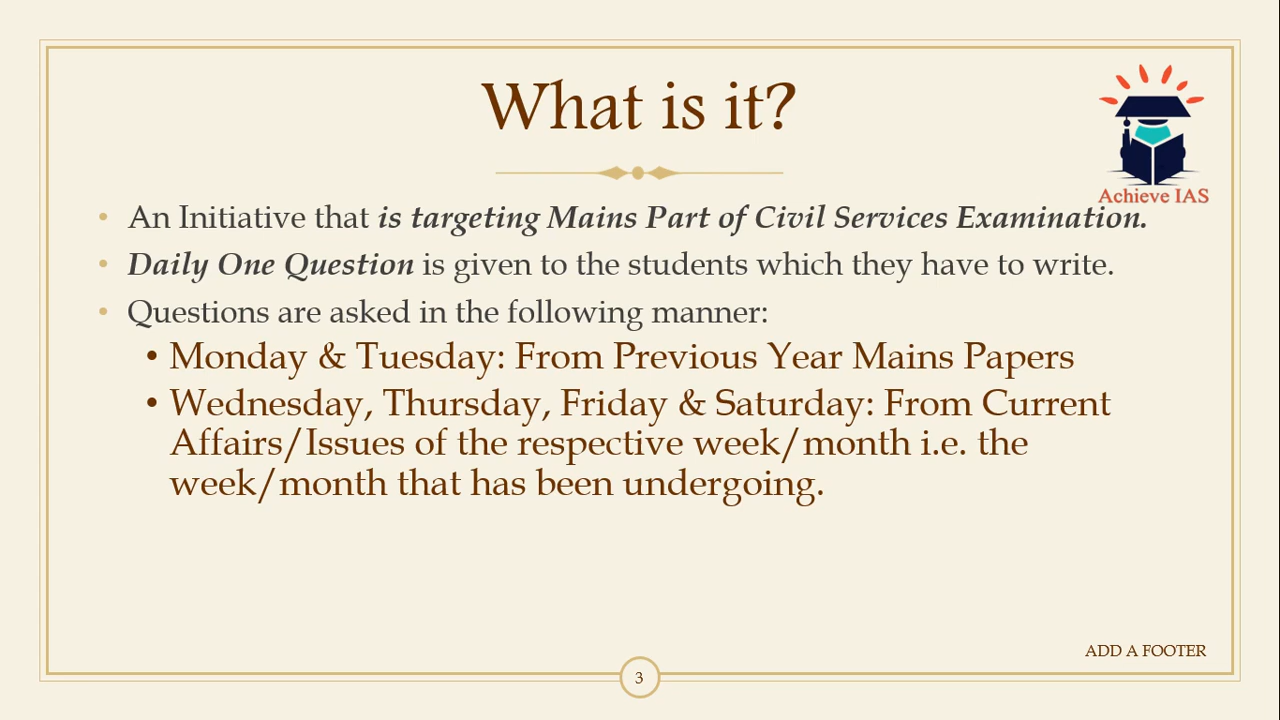 What is it?
Achieve IAS
• An Initiative that is targeting Mains Part of Civil Services Examination.
• Daily One Question is given to the students which they have to write.
• Questions are asked in the following manner:
• Monday & Tuesday: From Previous Year Mains Papers
• Wednesday, Thursday, Friday & Saturday: From Current
Affairs/Issues of the respective week/month i.e. the
week/month that has been undergoing.
ADD A FOOTER
3